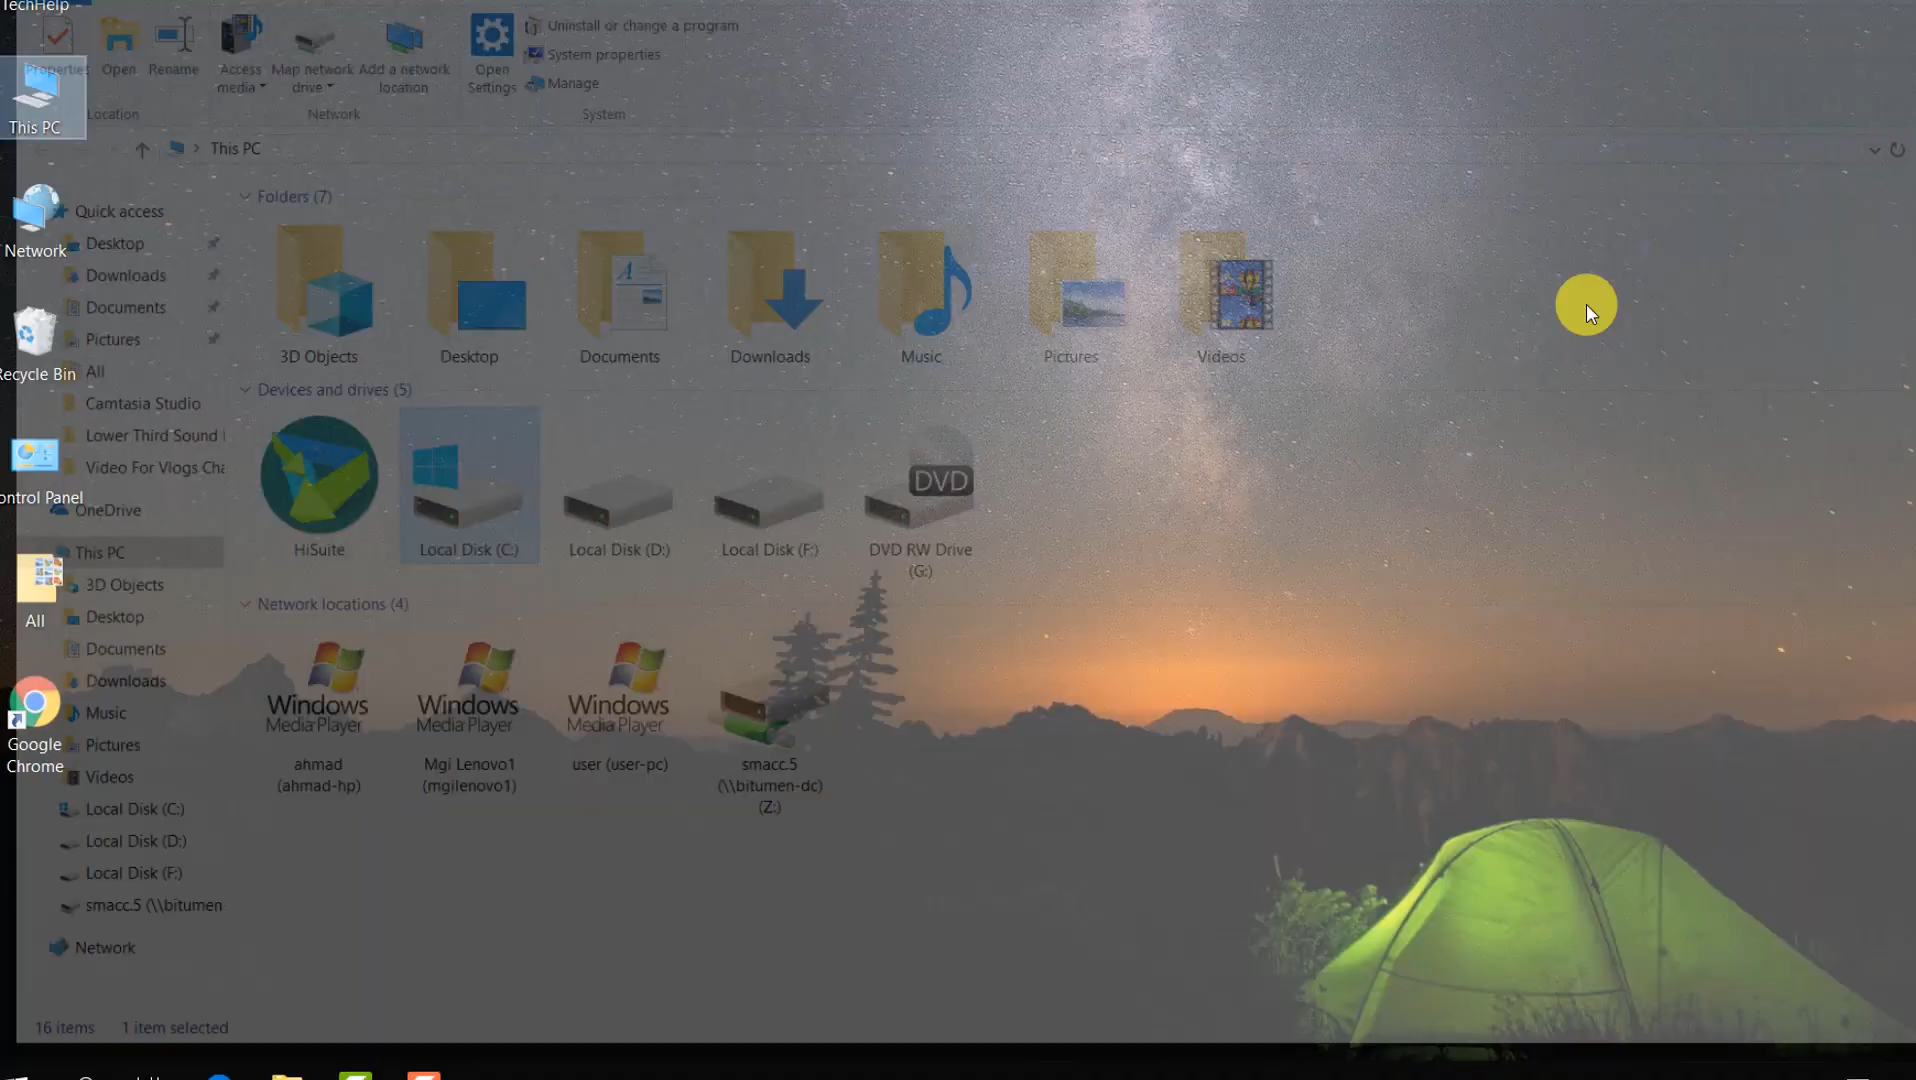 TechHelp
Properties
Open
Rename
Access media
Map network drive
Add a network location
Open Settings
Uninstall or change a program
System properties
Manage
Location
Network
System
This PC
This PC
Network
Recycle Bin
ontrol Panel
All
Google Chrome
Quick access
Desktop
Downloads
Documents
Pictures
All
Camtasia Studio
Lower Third Sound
Video For Vlogs Cha
OneDrive
This PC
3D Objects
Desktop
Documents
Downloads
Music
Pictures
Videos
Local Disk (C:)
Local Disk (D:)
Local Disk (F:)
smacc.5 (\\bitumen
Network
Folders (7)
3D Objects
Desktop
Documents
Downloads
Music
Pictures
Videos
Devices and drives (5)
HiSuite
Local Disk (C:)
Local Disk (D:)
Local Disk (F:)
DVD
DVD RW Drive
(G:)
Network locations (4)
Windows
Media Player
ahmad
(ahmad-hp)
Windows
Media Player
Mgi Lenovo1
(mgilenovo1)
Windows
Media Player
user (user-pc)
smacc.5
(\\bitumen-dc)
(Z:)
16 items
1 item selected